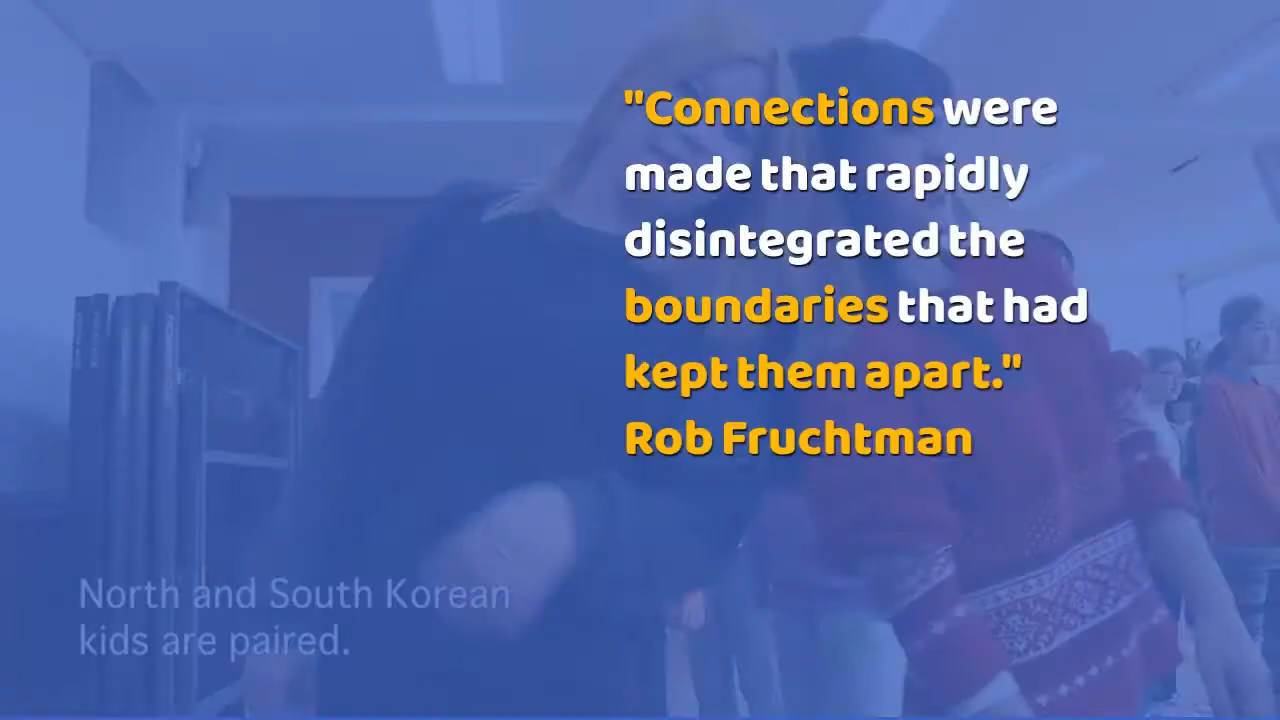 "Connections were
made that rapidly
disintegrated the
boundaries that had
kept them apart."
Rob Fruchtman
North and South Korean
kids are paired.